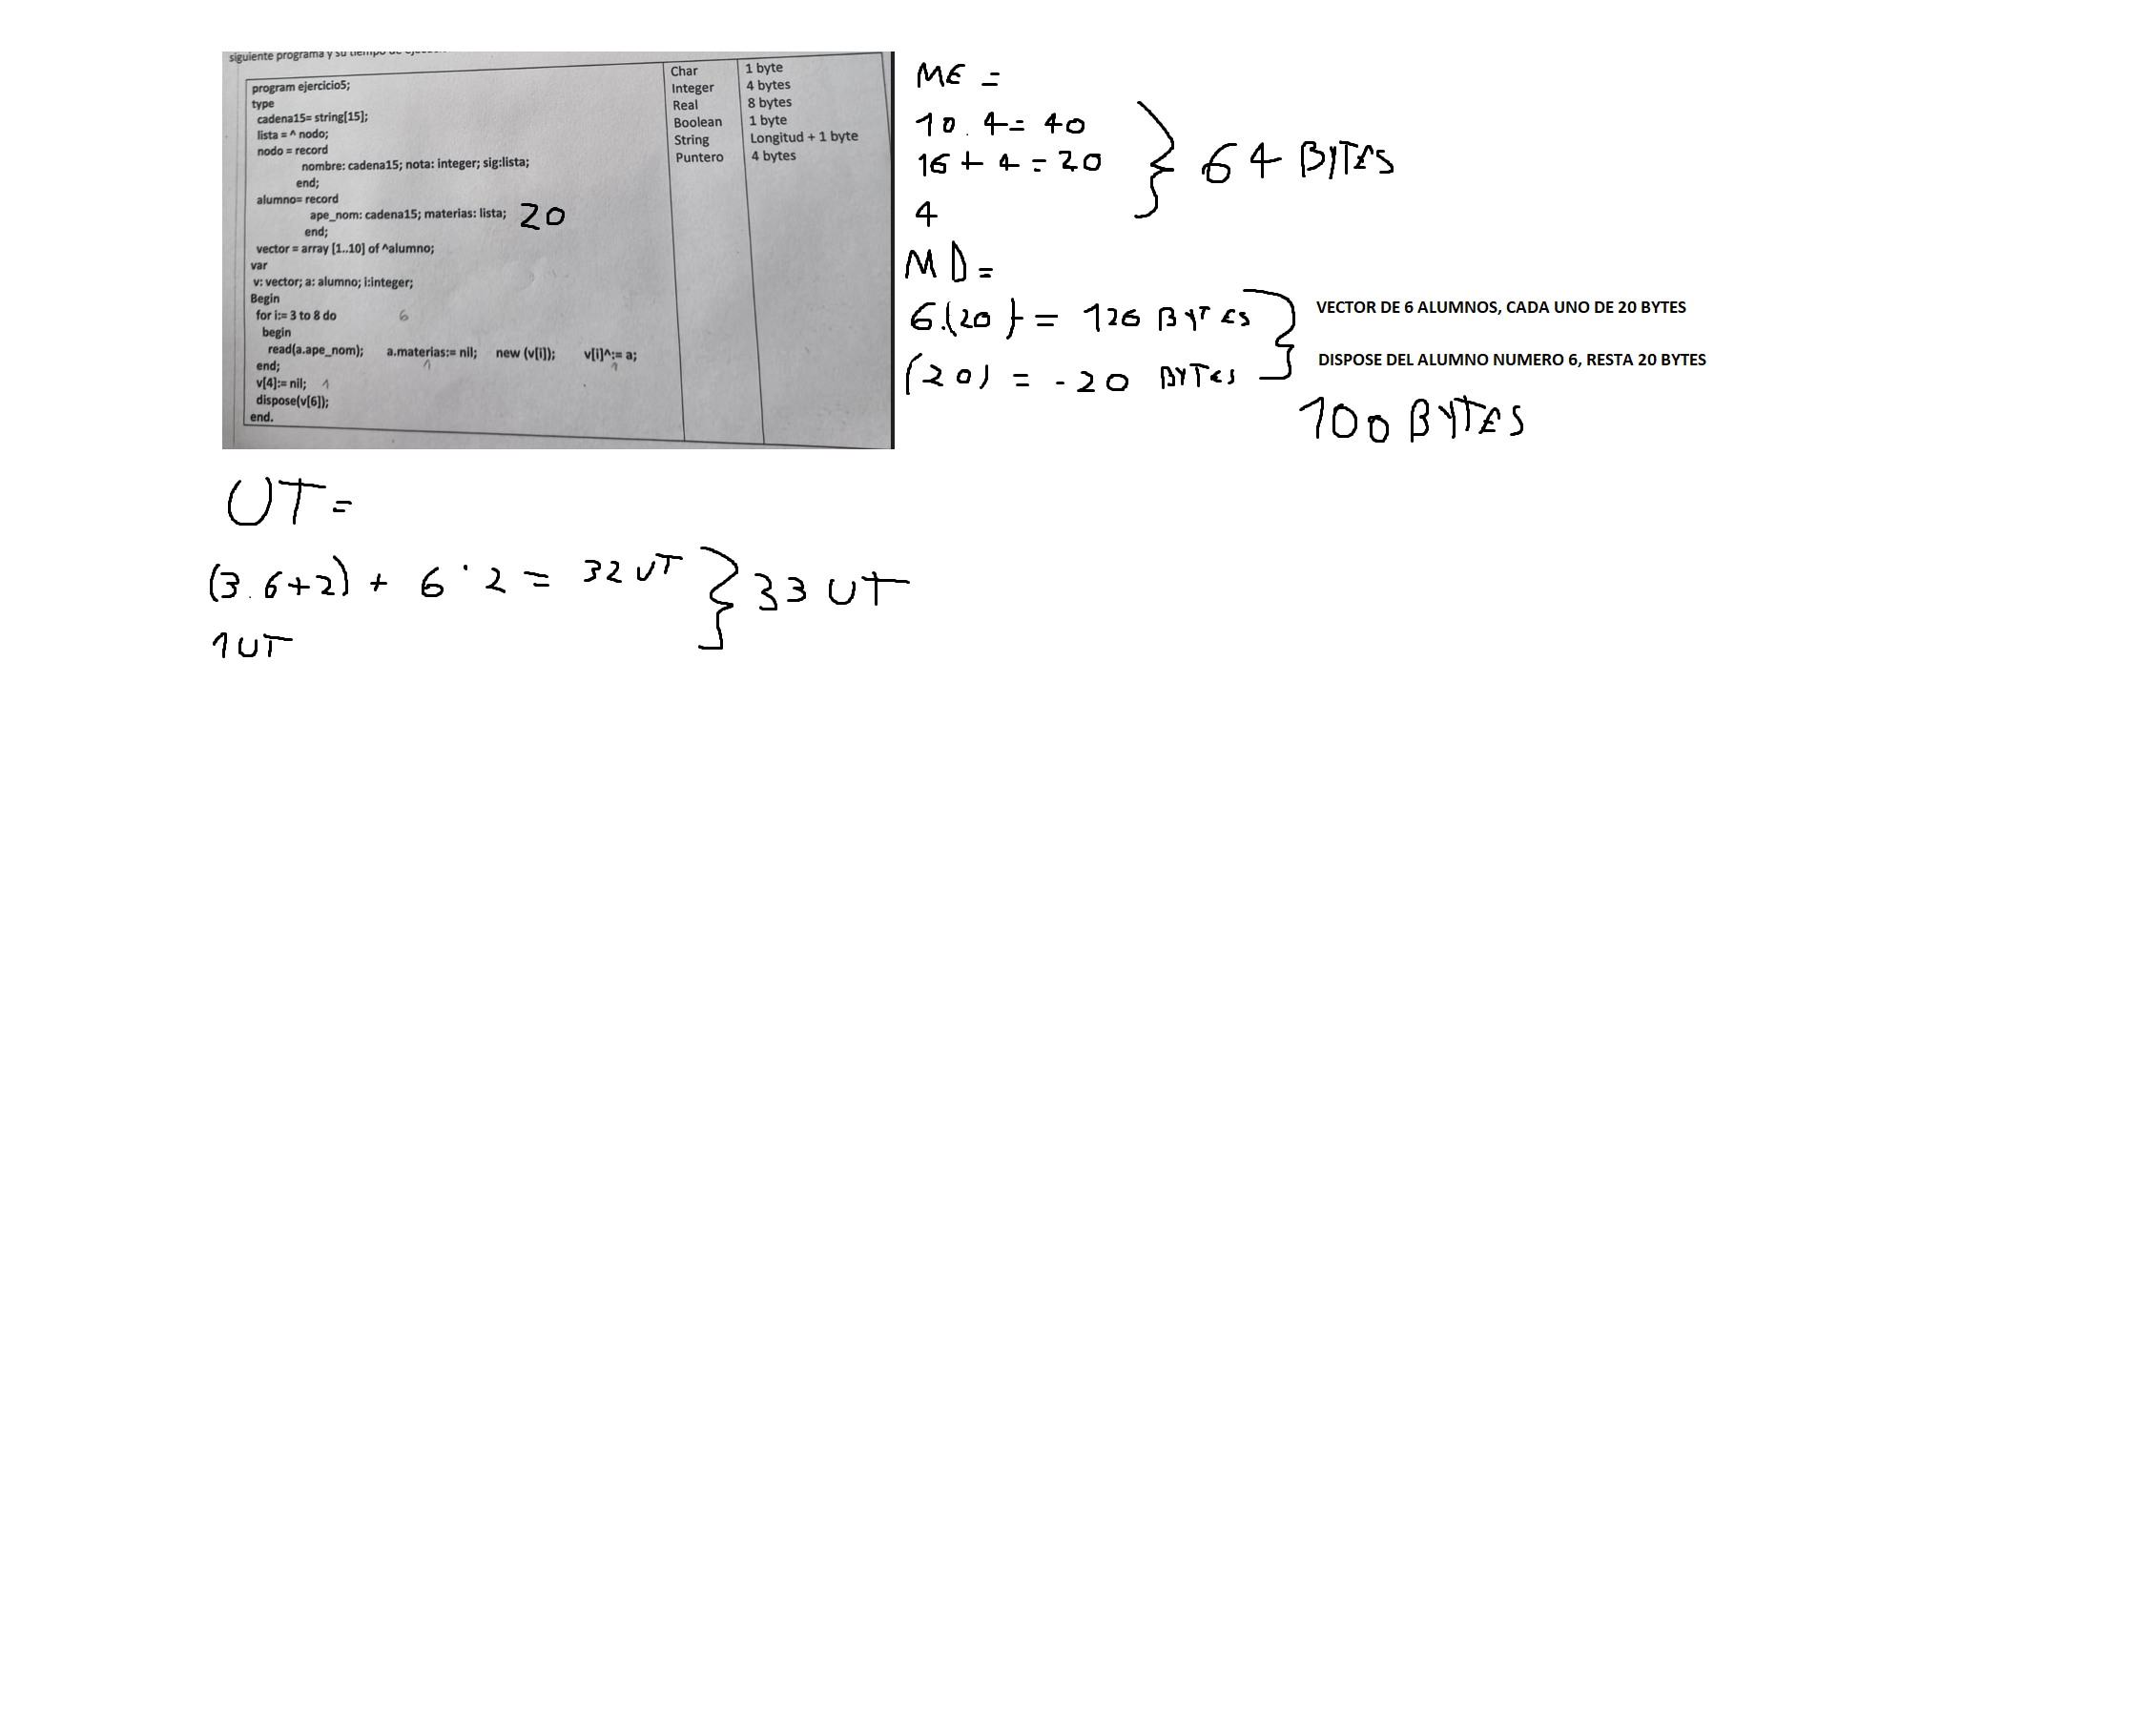 siguiente programa y su tiempo de
program ejercicio5;
type
cadena15= string[15];
lista = ^ nodo;
nodo = record
nombre: cadena15; nota: integer; sig:lista;
end;
alumno= record
ape_nom: cadena15; materias: lista; 20
end;
vector = array [1..10] of ^alumno;
var
v: vector; a: alumno; i:integer;
Begin
for i:= 3 to 8 do 6
begin
read(a.ape_nom); a.materias:= nil; new (v[i]); v[i]^:= a;
1 1
end;
v[4]:= nil; 1
dispose(v[6]);
end.
Char 1 byte
Integer 4 bytes
Real 8 bytes
Boolean 1 byte
String Longitud + 1 byte
Puntero 4 bytes
ME =
10 . 4 = 40
16 + 4 = 20
4
64 BYTES
MD =
6.(20) = 126 BYTES
VECTOR DE 6 ALUMNOS, CADA UNO DE 20 BYTES
(20) = - 20 BYTES
DISPOSE DEL ALUMNO NUMERO 6, RESTA 20 BYTES
100 BYTES
UT =
(3.6+2) + 6 . 2 = 32 UT
1 UT
33 UT